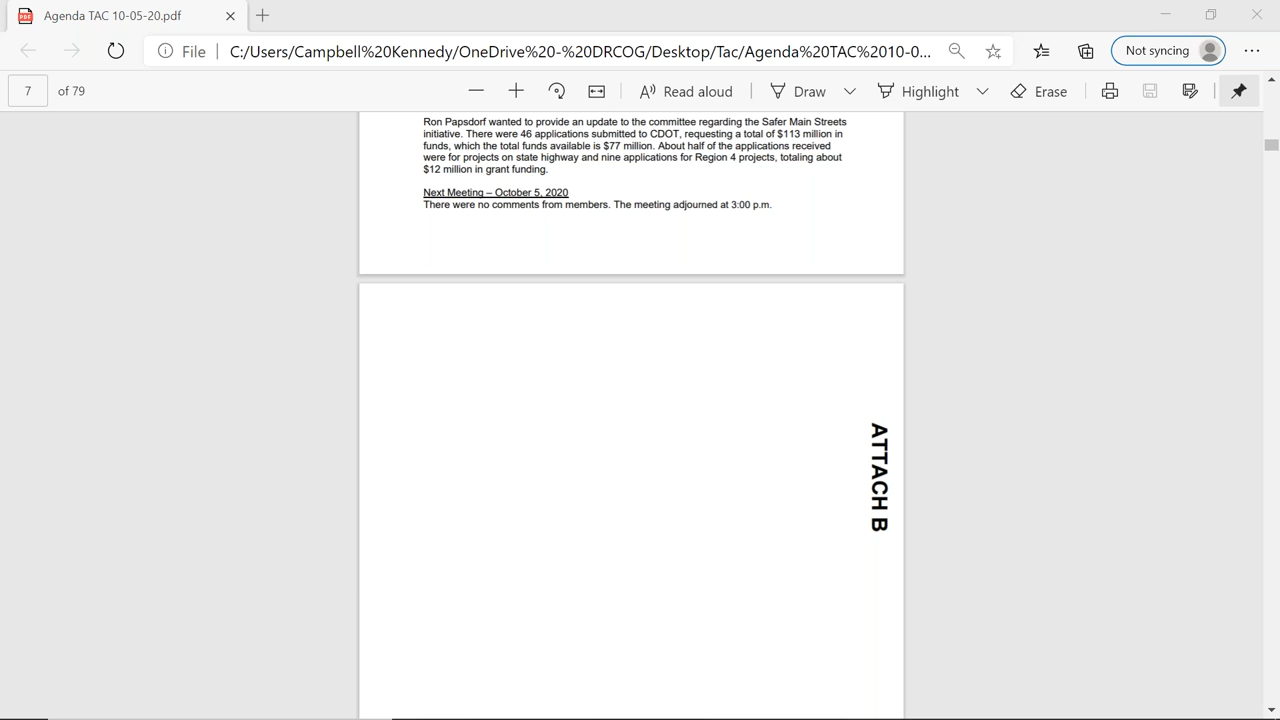 Agenda TAC 10-05-20.pdf
File
C:/Users/Campbell%20Kennedy/OneDrive%20-%20DRCOG/Desktop/Tac/Agenda%20TAC%2010-0...
Not syncing
7 of 79
Read aloud
Draw
Highlight
Erase
Ron Papsdorf wanted to provide an update to the committee regarding the Safer Main Streets
initiative. There were 46 applications submitted to CDOT, requesting a total of $113 million in
funds, which the total funds available is $77 million. About half of the applications received
were for projects on state highway and nine applications for Region 4 projects, totaling about
$12 million in grant funding.
Next Meeting – October 5, 2020
There were no comments from members. The meeting adjourned at 3:00 p.m.
ATTACH B